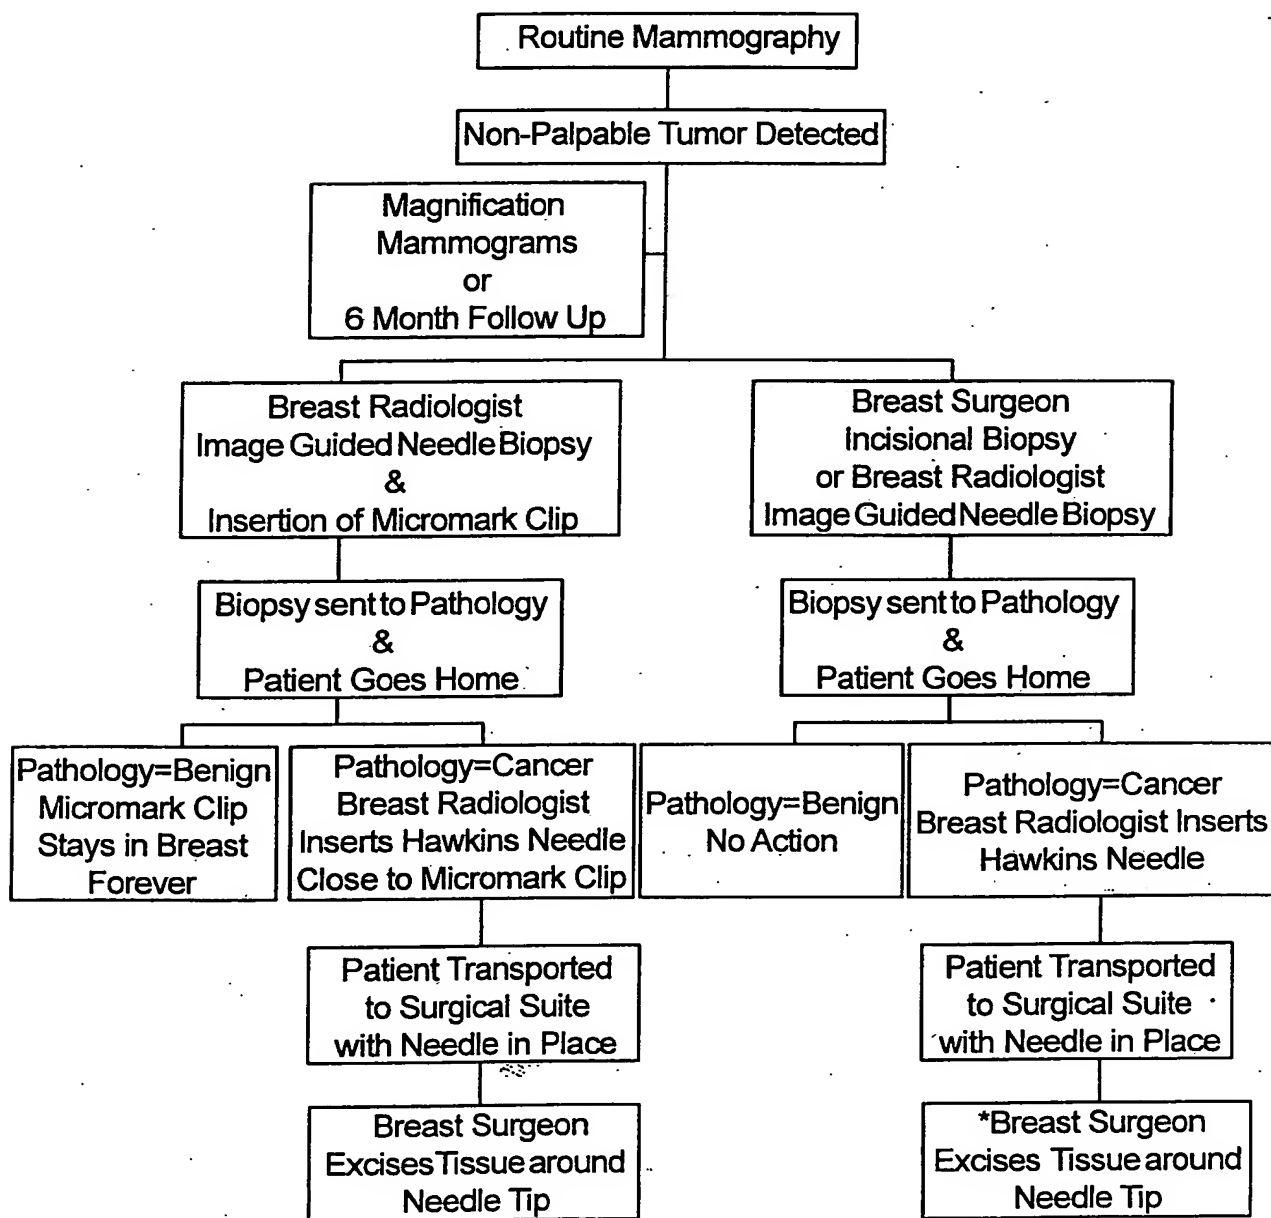 Routine Mammography
Non-Palpable Tumor Detected
Magnification
Mammograms
or
6 Month Follow Up
Breast Radiologist
Image Guided Needle Biopsy
&
Insertion of Micromark Clip
Breast Surgeon
Incisional Biopsy
or Breast Radiologist
Image Guided Needle Biopsy
Biopsy sent to Pathology
&
Patient Goes Home
Biopsy sent to Pathology
&
Patient Goes Home
Pathology=Benign
Micromark Clip
Stays in Breast
Forever
Pathology=Cancer
Breast Radiologist
Inserts Hawkins Needle
Close to Micromark Clip
Pathology=Benign
No Action
Pathology=Cancer
Breast Radiologist Inserts
Hawkins Needle
Patient Transported
to Surgical Suite
with Needle in Place
Patient Transported
to Surgical Suite
with Needle in Place
Breast Surgeon
Excises Tissue around
Needle Tip
*Breast Surgeon
Excises Tissue around
Needle Tip